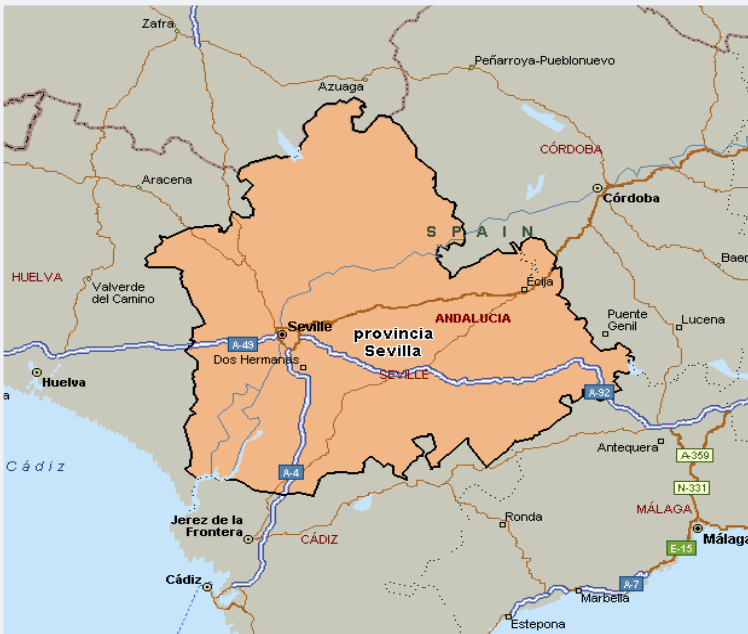 Zafra
Peñarroya-Pueblonuevo
Azuaga
CÓRDOBA
Aracena
Córdoba
SPAIN
Baer
HUELVA
Valverde
del Camino
Écija
ANDALUCIA
Puente
Genil
Lucena
Seville
provincia
Sevilla
A-49
Dos Hermanas
SEVILLE
Huelva
a
A-92
Antequera
A-359
Cádiz
A-4
N-331
MÁLAGA
Jerez de la
Frontera
CÁDIZ
Ronda
Málaga
E-15
Cádiz
A-7
Marbella
Estepona